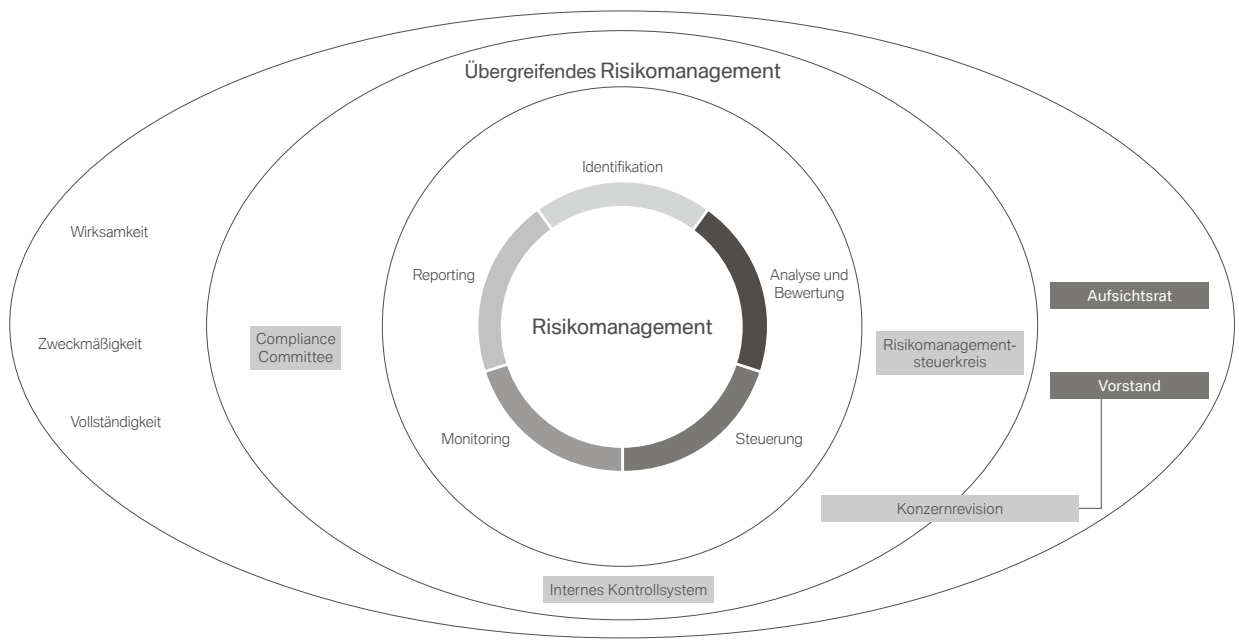 Übergreifendes Risikomanagement
Identifikation
Wirksamkeit
Reporting
Analyse und
Bewertung
Aufsichtsrat
Risikomanagement
Zweckmäßigkeit
Compliance
Committee
Risikomanagement-
steuerkreis
Vorstand
Vollständigkeit
Monitoring
Steuerung
Konzernrevision
Internes Kontrollsystem